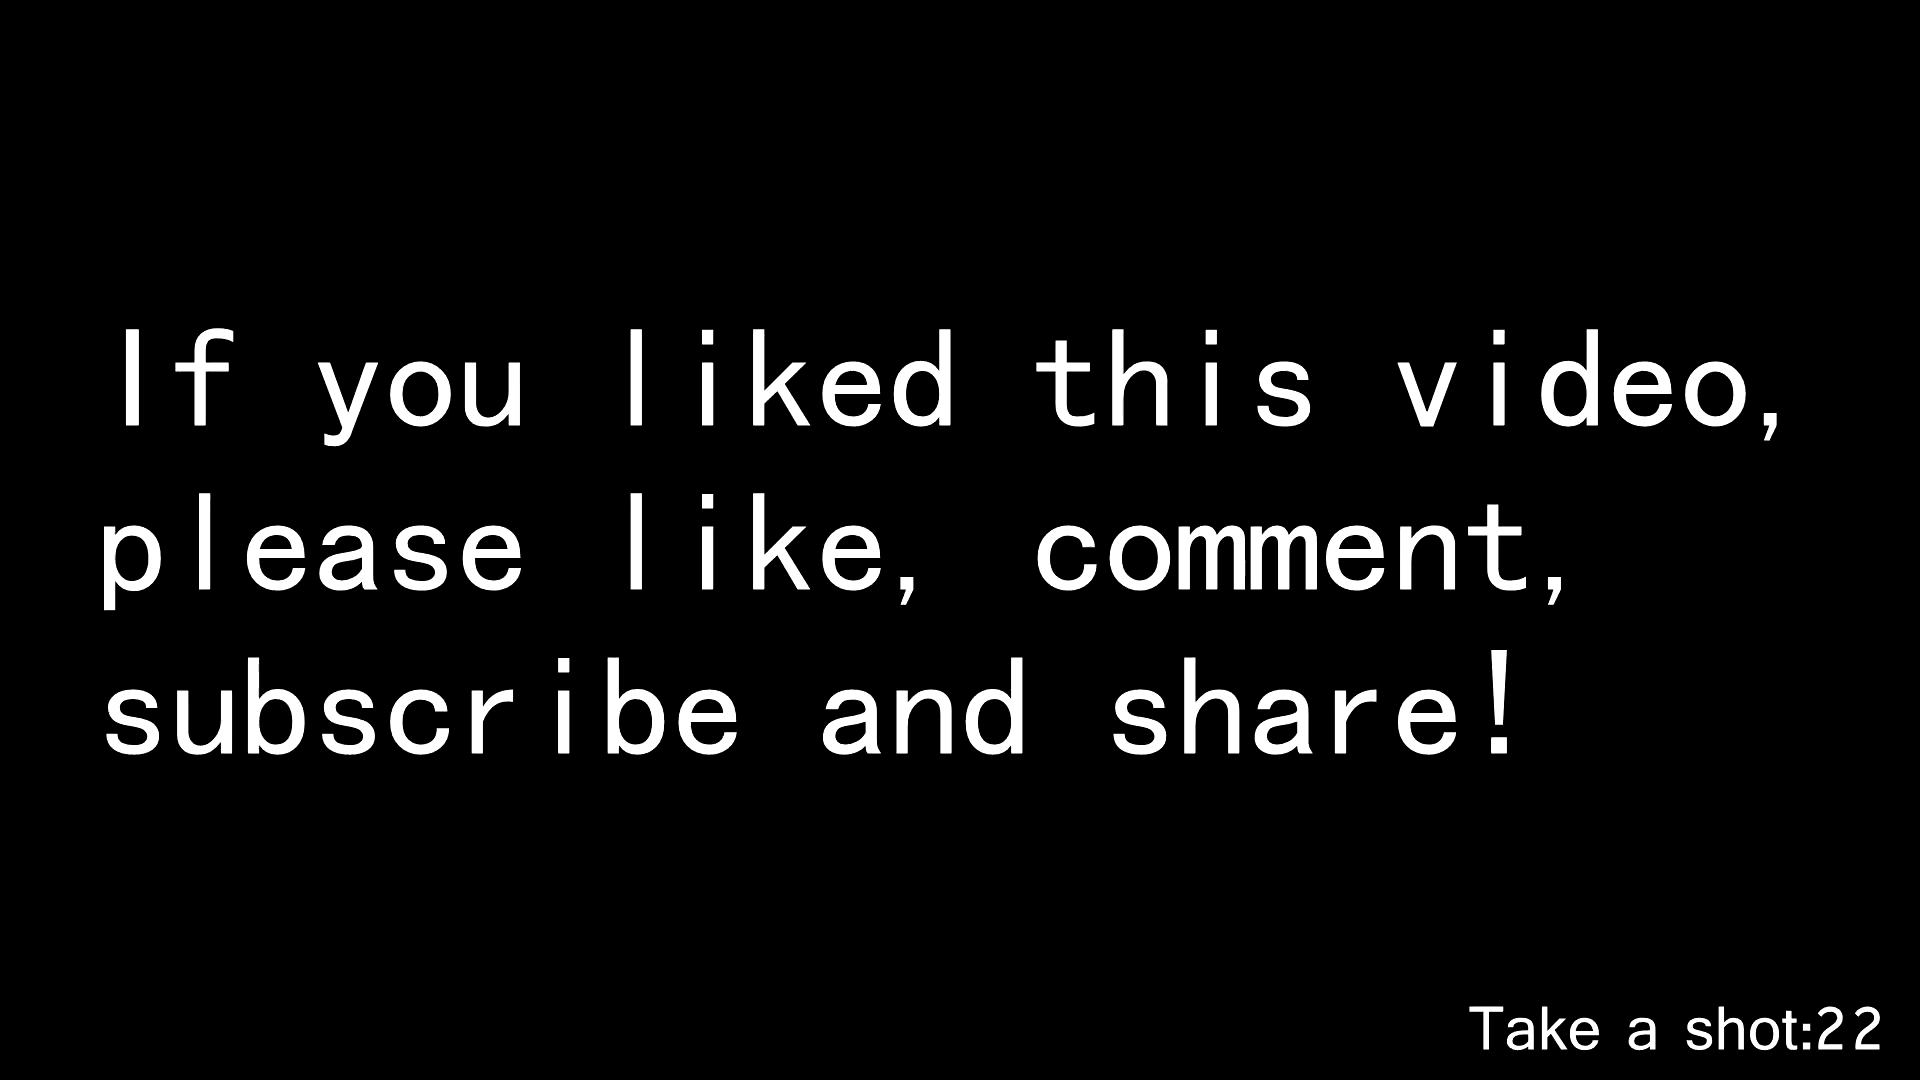 If you liked this video,
please like, comment,
subscribe and share!
Take a shot:22